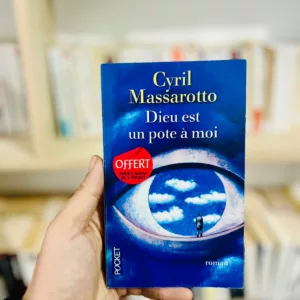 Cyril
Massarotto
Dieu est
un pote à moi
OFFERT
roman
POCKET